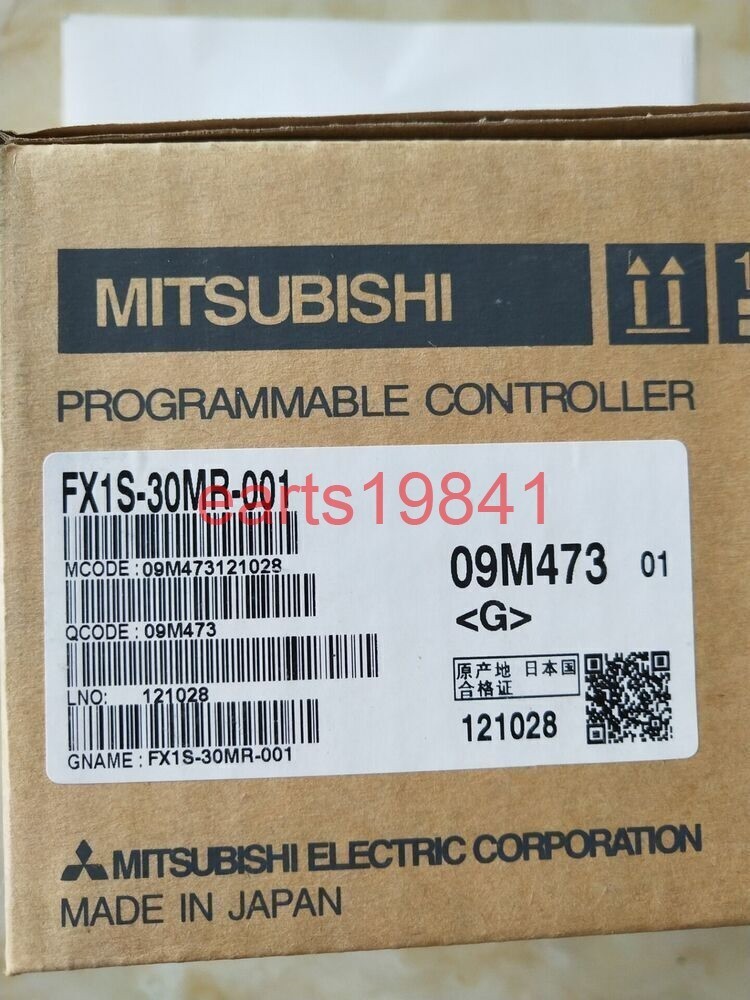 MITSUBISHI
1
PROGRAMMABLE CONTROLLER
FX1S-30MR-001
earts19841
MCODE : 09M473121028
09M473 01
<G>
QCODE : 09M473
原产地 日本国
合格证
LNO: 121028
121028
GNAME : FX1S-30MR-001
MITSUBISHI ELECTRIC CORPORATION
MADE IN JAPAN